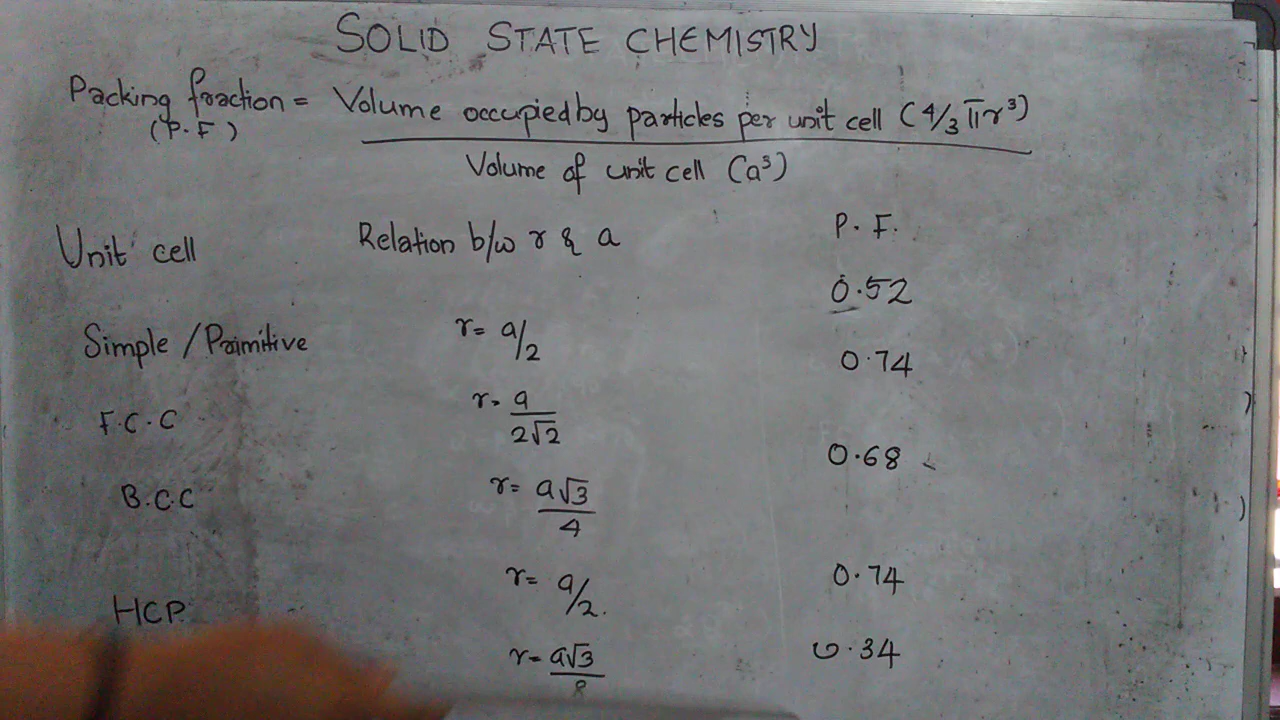 SOLID STATE CHEMISTRY
Packing fraction = Volume occupied by particles per unit cell (4/3 πr³)
(P.F)
Volume of unit cell (a³)
Unit cell Relation b/w r & a P.F.
0.52
Simple / Primitive r = a/2
0.74
F.C.C r = a/2√2
0.68
B.C.C r = a√3/4
HCP r = a/2. 0.74
r = a√3/8 0.34